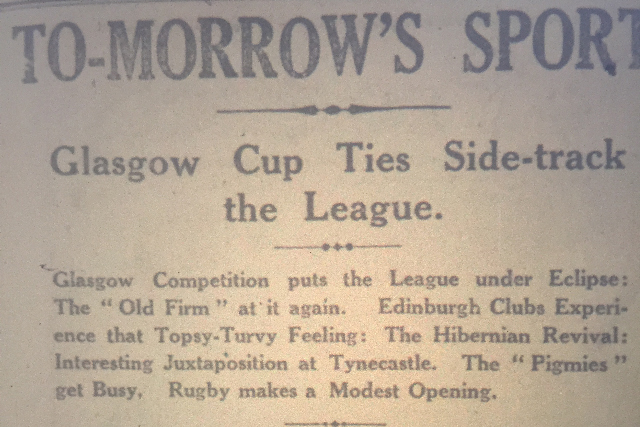 TO-MORROW'S SPORT
Glasgow Cup Ties Side-track
the League.
Glasgow Competition puts the League under Eclipse:
The "Old Firm" at it again. Edinburgh Clubs Experi-
ence that Topsy-Turvy Feeling: The Hibernian Revival:
Interesting Juxtaposition at Tynecastle. The "Pigmies"
get Busy. Rugby makes a Modest Opening.